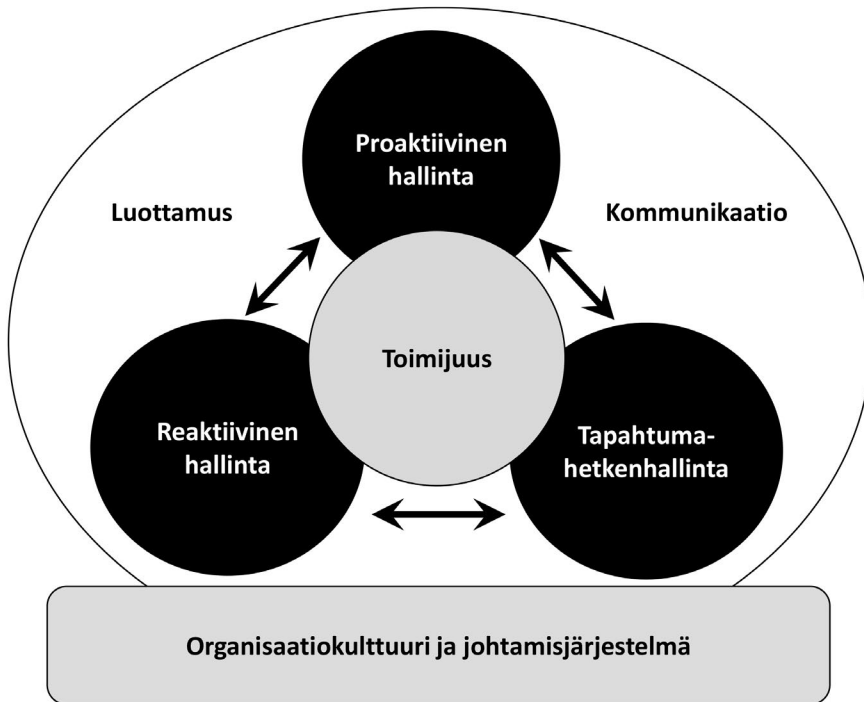 Proaktiivinen
hallinta
Luottamus
Kommunikaatio
Toimijuus
Reaktiivinen
hallinta
Tapahtuma-
hetkenhallinta
Organisaatiokulttuuri ja johtamisjärjestelmä